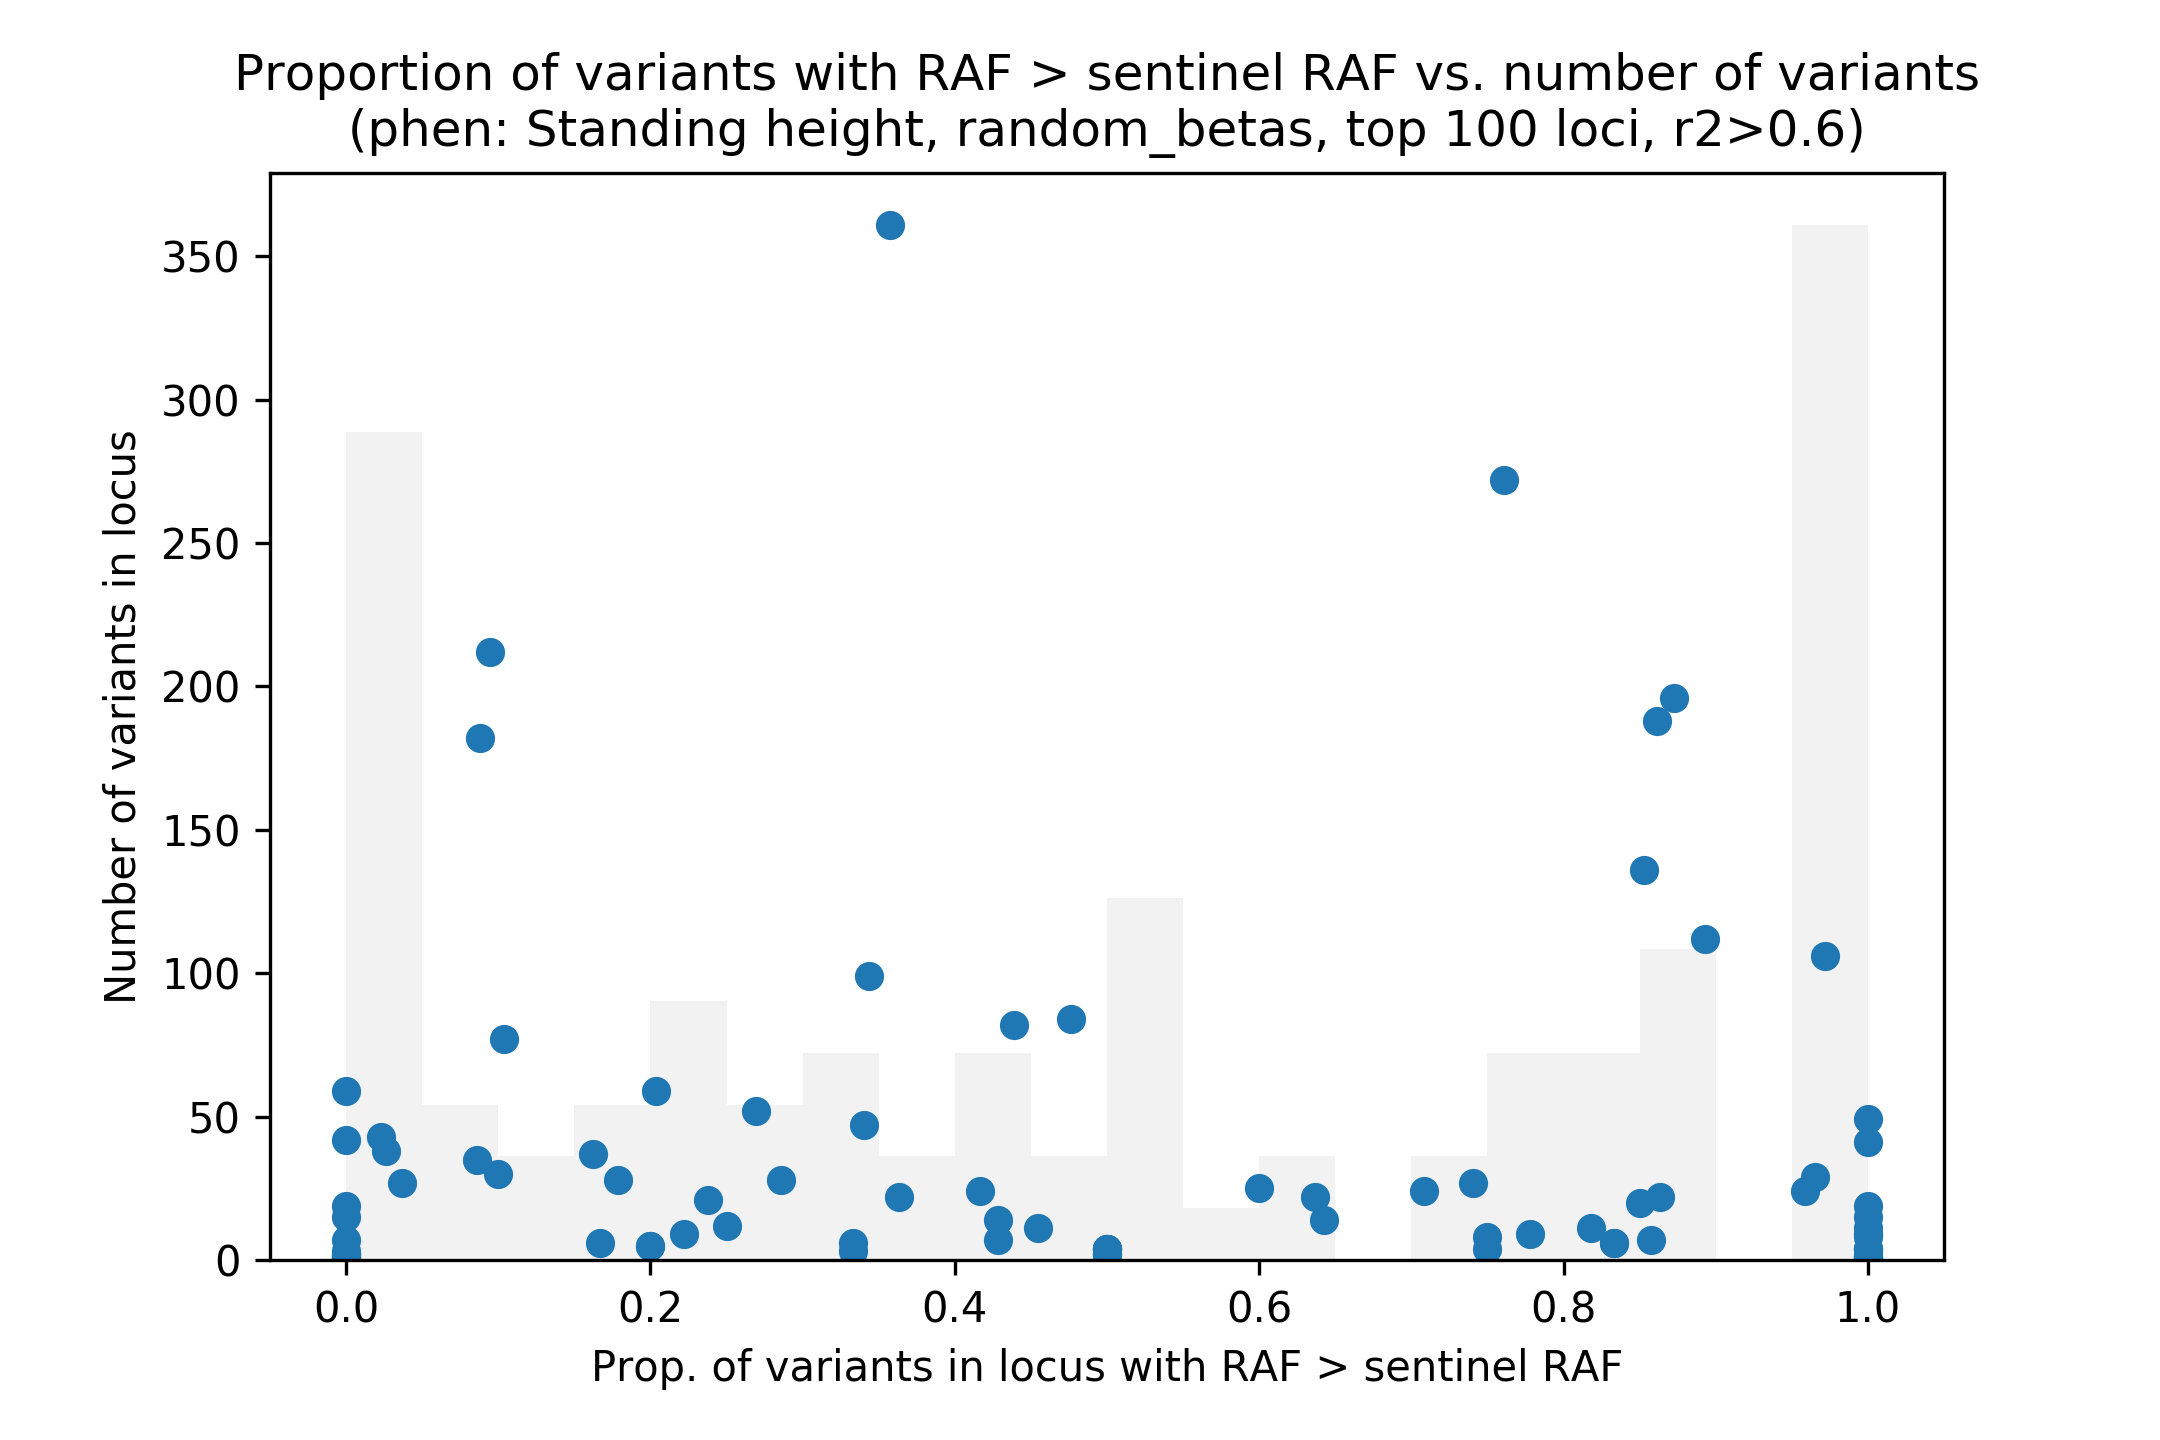 Proportion of variants with RAF > sentinel RAF vs. number of variants
(phen: Standing height, random_betas, top 100 loci, r2>0.6)
Number of variants in locus
350
300
250
200
150
100
50
0
0.0 0.2 0.4 0.6 0.8 1.0
Prop. of variants in locus with RAF > sentinel RAF